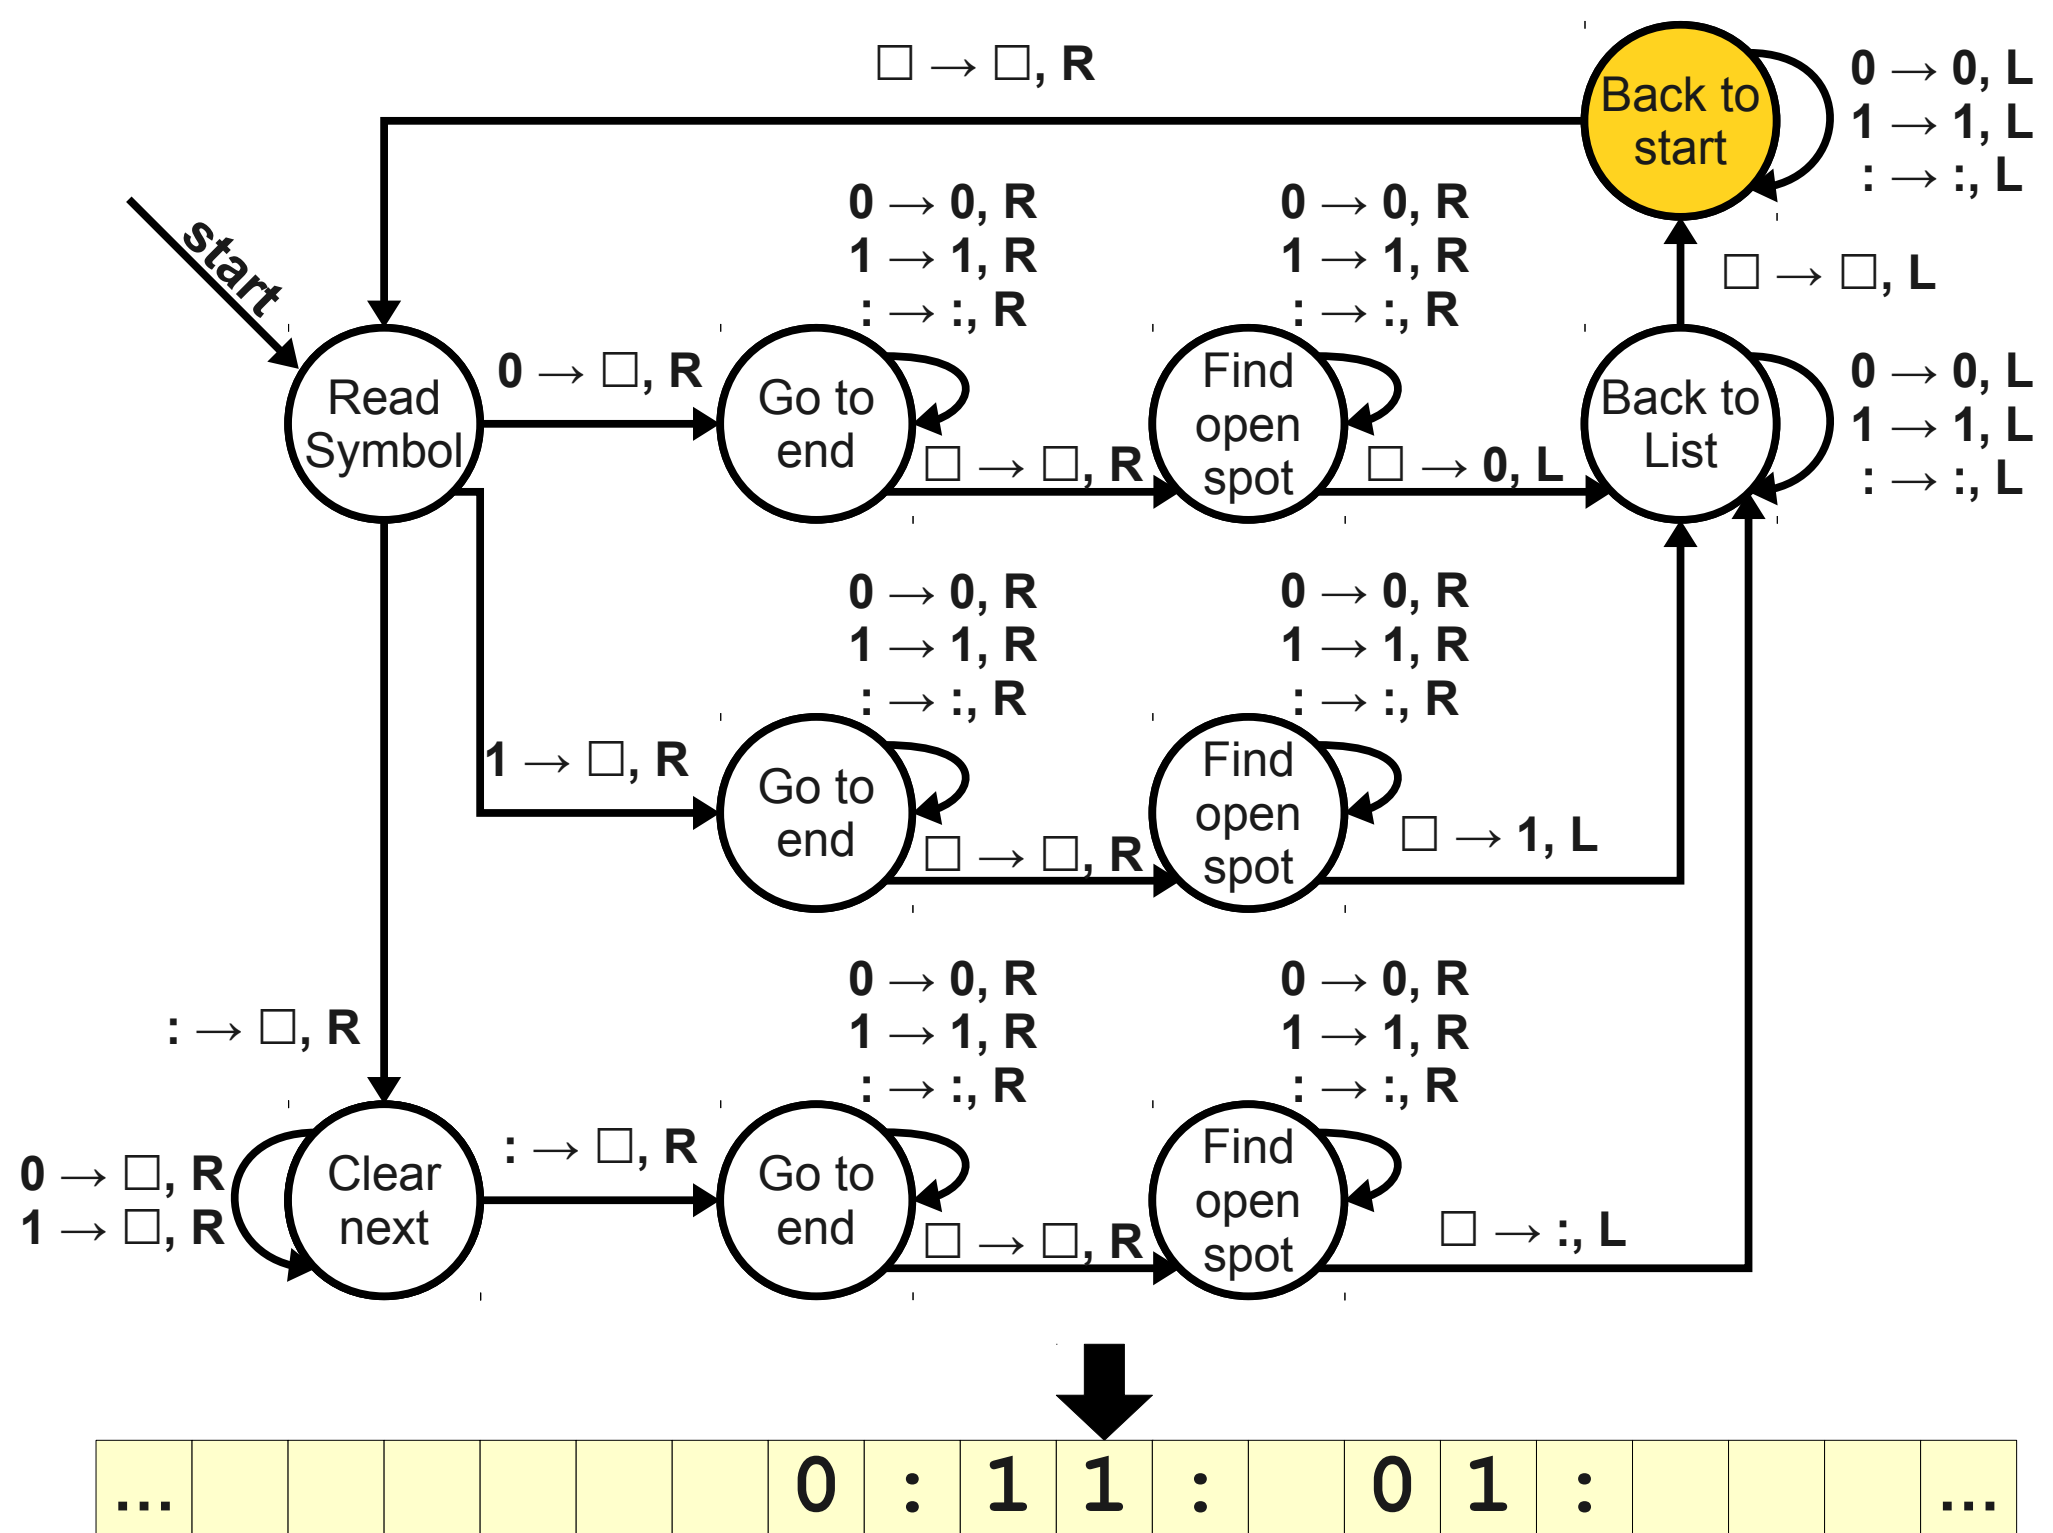 □ → □, R
Back to
start
0 → 0, L
1 → 1, L
: → :, L
start
0 → 0, R
1 → 1, R
: → :, R
0 → 0, R
1 → 1, R
: → :, R
□ → □, L
Read
Symbol
0 → □, R
Go to
end
□ → □, R
Find
open
spot
□ → 0, L
Back to
List
0 → 0, L
1 → 1, L
: → :, L
0 → 0, R
1 → 1, R
: → :, R
0 → 0, R
1 → 1, R
: → :, R
1 → □, R
Go to
end
□ → □, R
Find
open
spot
□ → 1, L
0 → 0, R
1 → 1, R
: → :, R
0 → 0, R
1 → 1, R
: → :, R
: → □, R
0 → □, R
1 → □, R
Clear
next
: → □, R
Go to
end
□ → □, R
Find
open
spot
□ → :, L
... 0 : 1 1 : 0 1 : ...